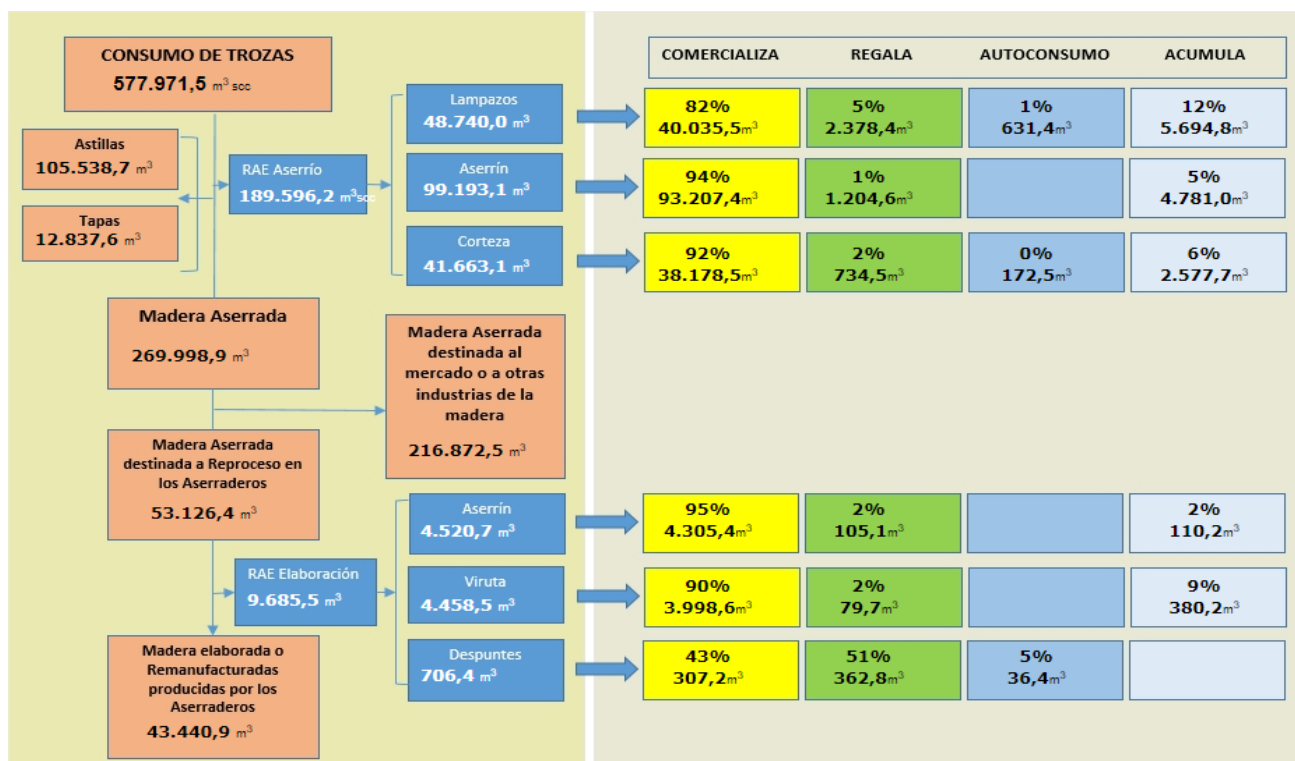 CONSUMO DE TROZAS
577.971,5 m³ scc
Astillas
105.538,7 m³
Tapas
12.837,6 m³
RAE Aserrío
189.596,2 m³scc
Lampazos
48.740,0 m³
Aserrín
99.193,1 m³
Corteza
41.663,1 m³
Madera Aserrada
269.998,9 m³
Madera Aserrada
destinada al
mercado o a otras
industrias de la
madera
216.872,5 m³
Madera Aserrada
destinada a Reproceso en
los Aserraderos
53.126,4 m³
RAE Elaboración
9.685,5 m³
Aserrín
4.520,7 m³
Viruta
4.458,5 m³
Despuntes
706,4 m³
Madera elaborada o
Remanufacturadas
producidas por los
Aserraderos
43.440,9 m³
COMERCIALIZA REGALA AUTOCONSUMO ACUMULA
82% 5% 1% 12%
40.035,5m³ 2.378,4m³ 631,4m³ 5.694,8m³
94% 1% 5%
93.207,4m³ 1.204,6m³ 4.781,0m³
92% 2% 0% 6%
38.178,5m³ 734,5m³ 172,5m³ 2.577,7m³
95% 2% 2%
4.305,4m³ 105,1m³ 110,2m³
90% 2% 9%
3.998,6m³ 79,7m³ 380,2m³
43% 51% 5%
307,2m³ 362,8m³ 36,4m³